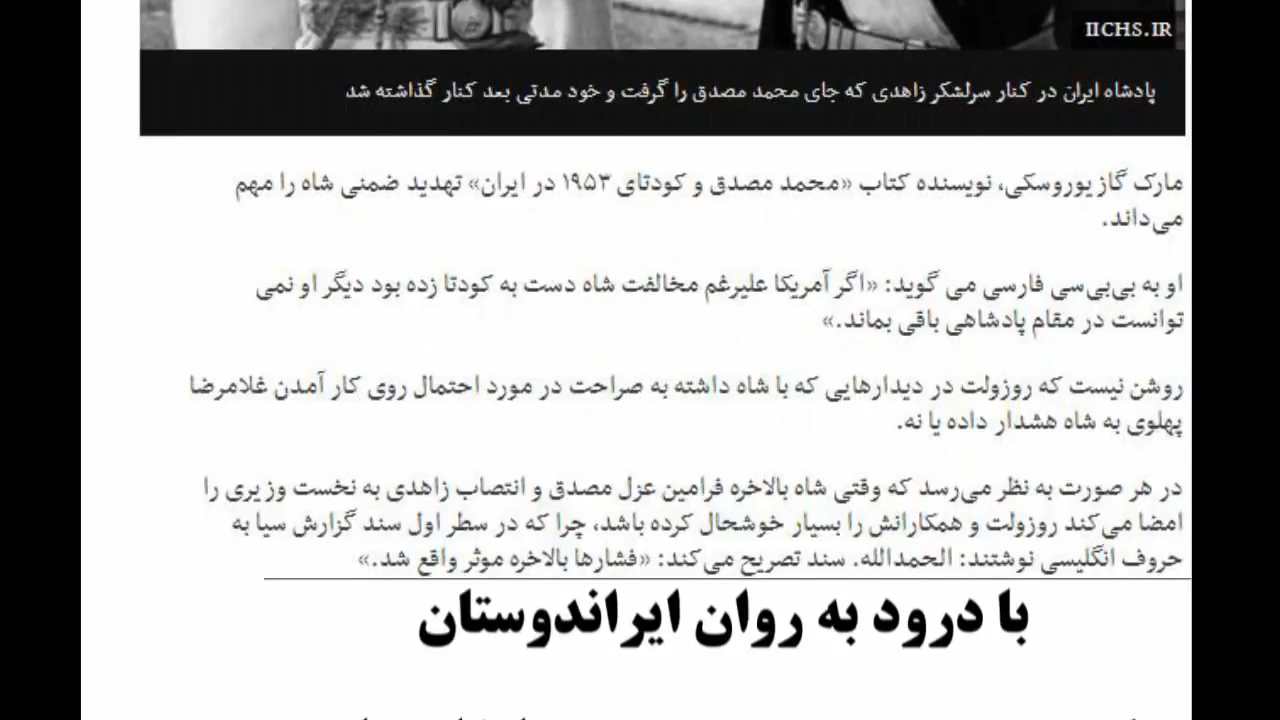 IICHS.IR
پادشاه ایران در کنار سرلشکر زاهدی که جای محمد مصدق را گرفت و خود مدتی بعد کنار گذاشته شد
مارک گازیوروسکی، نویسنده کتاب «محمد مصدق و کودتای ۱۹۵۳ در ایران» تهدید ضمنی شاه را مهم
می‌داند.
او به بی‌بی‌سی فارسی می گوید: «اگر آمریکا علیرغم مخالفت شاه دست به کودتا زده بود دیگر او نمی
توانست در مقام پادشاهی باقی بماند.»
روشن نیست که روزولت در دیدارهایی که با شاه داشته به صراحت در مورد احتمال روی کار آمدن غلامرضا
پهلوی به شاه هشدار داده یا نه.
در هر صورت به نظر می‌رسد که وقتی شاه بالاخره فرامین عزل مصدق و انتصاب زاهدی به نخست وزیری را
امضا می‌کند روزولت و همکارانش را بسیار خوشحال کرده باشد، چرا که در سطر اول سند گزارش سیا به
حروف انگلیسی نوشتند: الحمدالله. سند تصریح می‌کند: «فشارها بالاخره موثر واقع شد.»
با درود به روان ایراندوستان